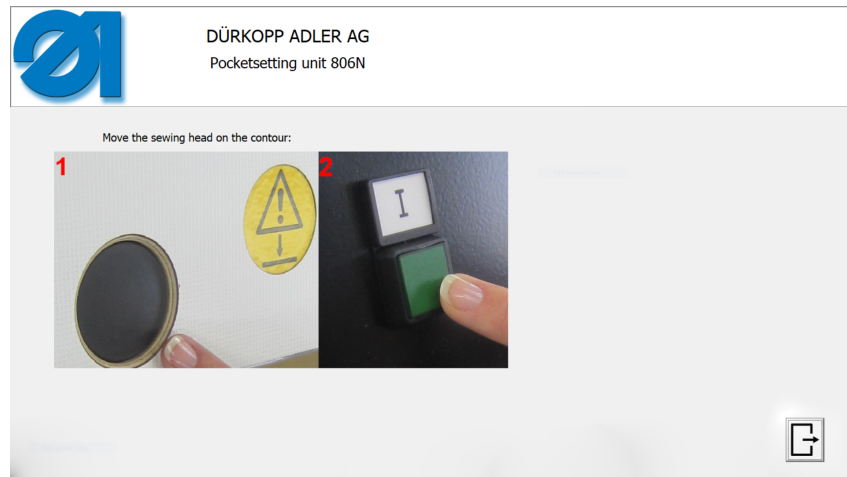 DÜRKOPP ADLER AG
Pocketsetting unit 806N
Move the sewing head on the contour:
1
2
I